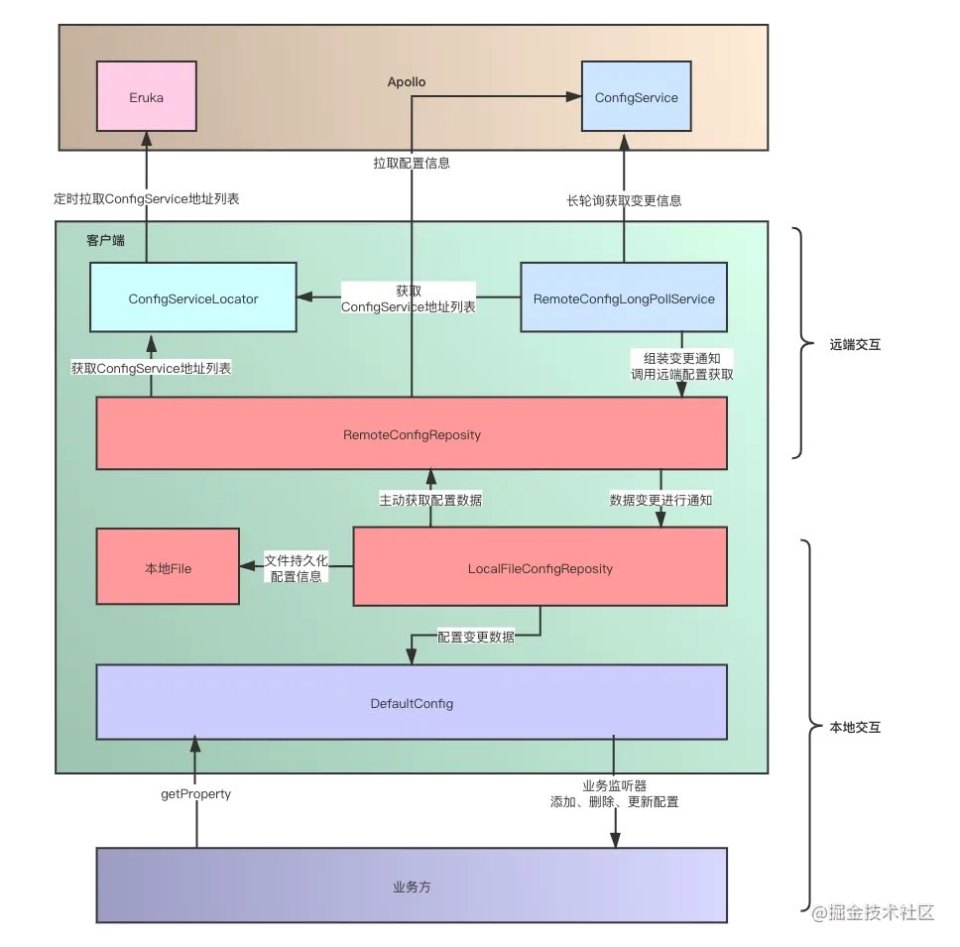 Apollo
Eruka
ConfigService
拉取配置信息
定时拉取ConfigService地址列表
长轮询获取变更信息
客户端
ConfigServiceLocator
获取
ConfigService地址列表
RemoteConfigLongPollService
获取ConfigService地址列表
组装变更通知
调用远端配置获取
远端交互
RemoteConfigReposity
主动获取配置数据
数据变更进行通知
本地File
文件持久化
配置信息
LocalFileConfigReposity
配置变更数据
DefaultConfig
本地交互
getProperty
业务监听器
添加、删除、更新配置
业务方
@掘金技术社区